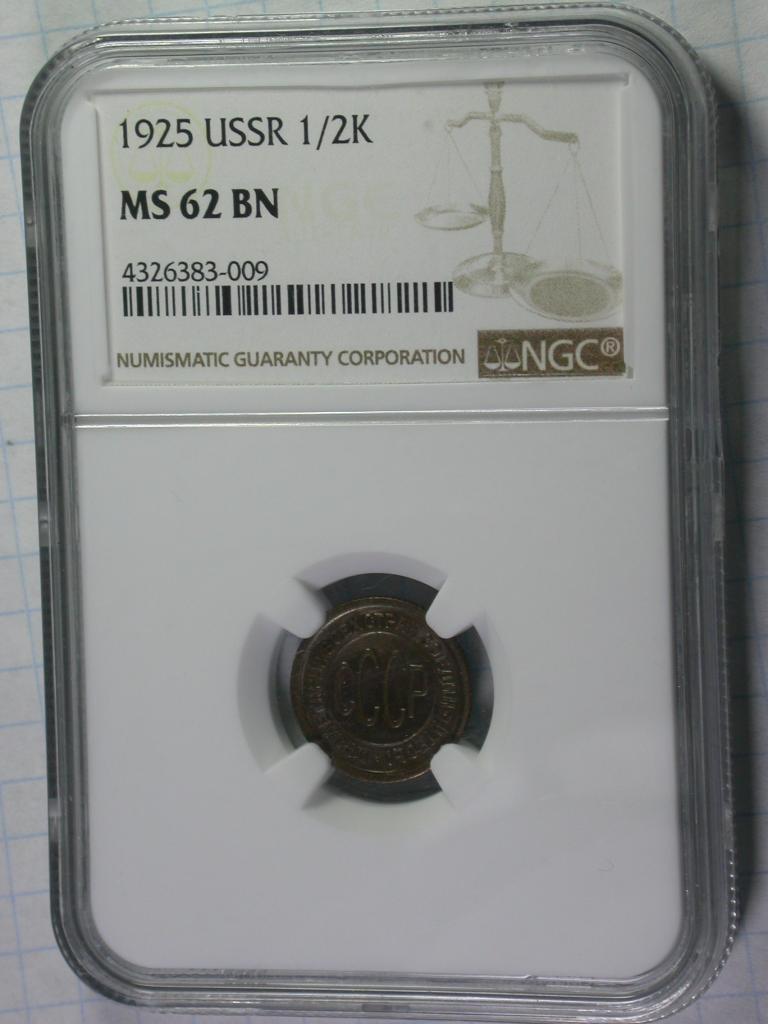 1925 USSR 1/2K
MS 62 BN
4326383-009
NUMISMATIC GUARANTY CORPORATION
NGC®
СССР